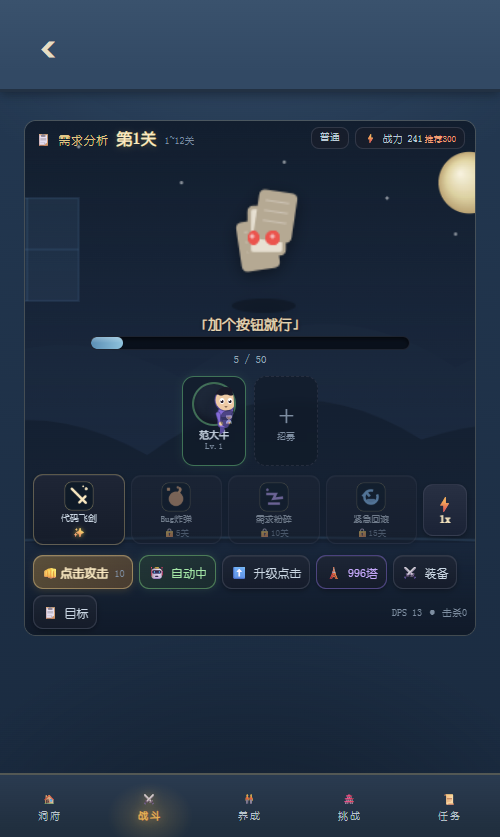 需求分析 第1关 1~12关 普通 战力 241 推荐300
「加个按钮就行」
5 / 50
范大牛 招募
Lv.1
代码飞剑 Bug炸弹 需求粉碎 紧急回滚 1x
5关 10关 15关
点击攻击 10 自动中 升级点击 996塔 装备
目标 DPS 13 ● 击杀0
洞府 战斗 养成 挑战 任务